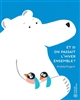 ET SI
ON PASSAIT
L'HIVER
ENSEMBLE ?